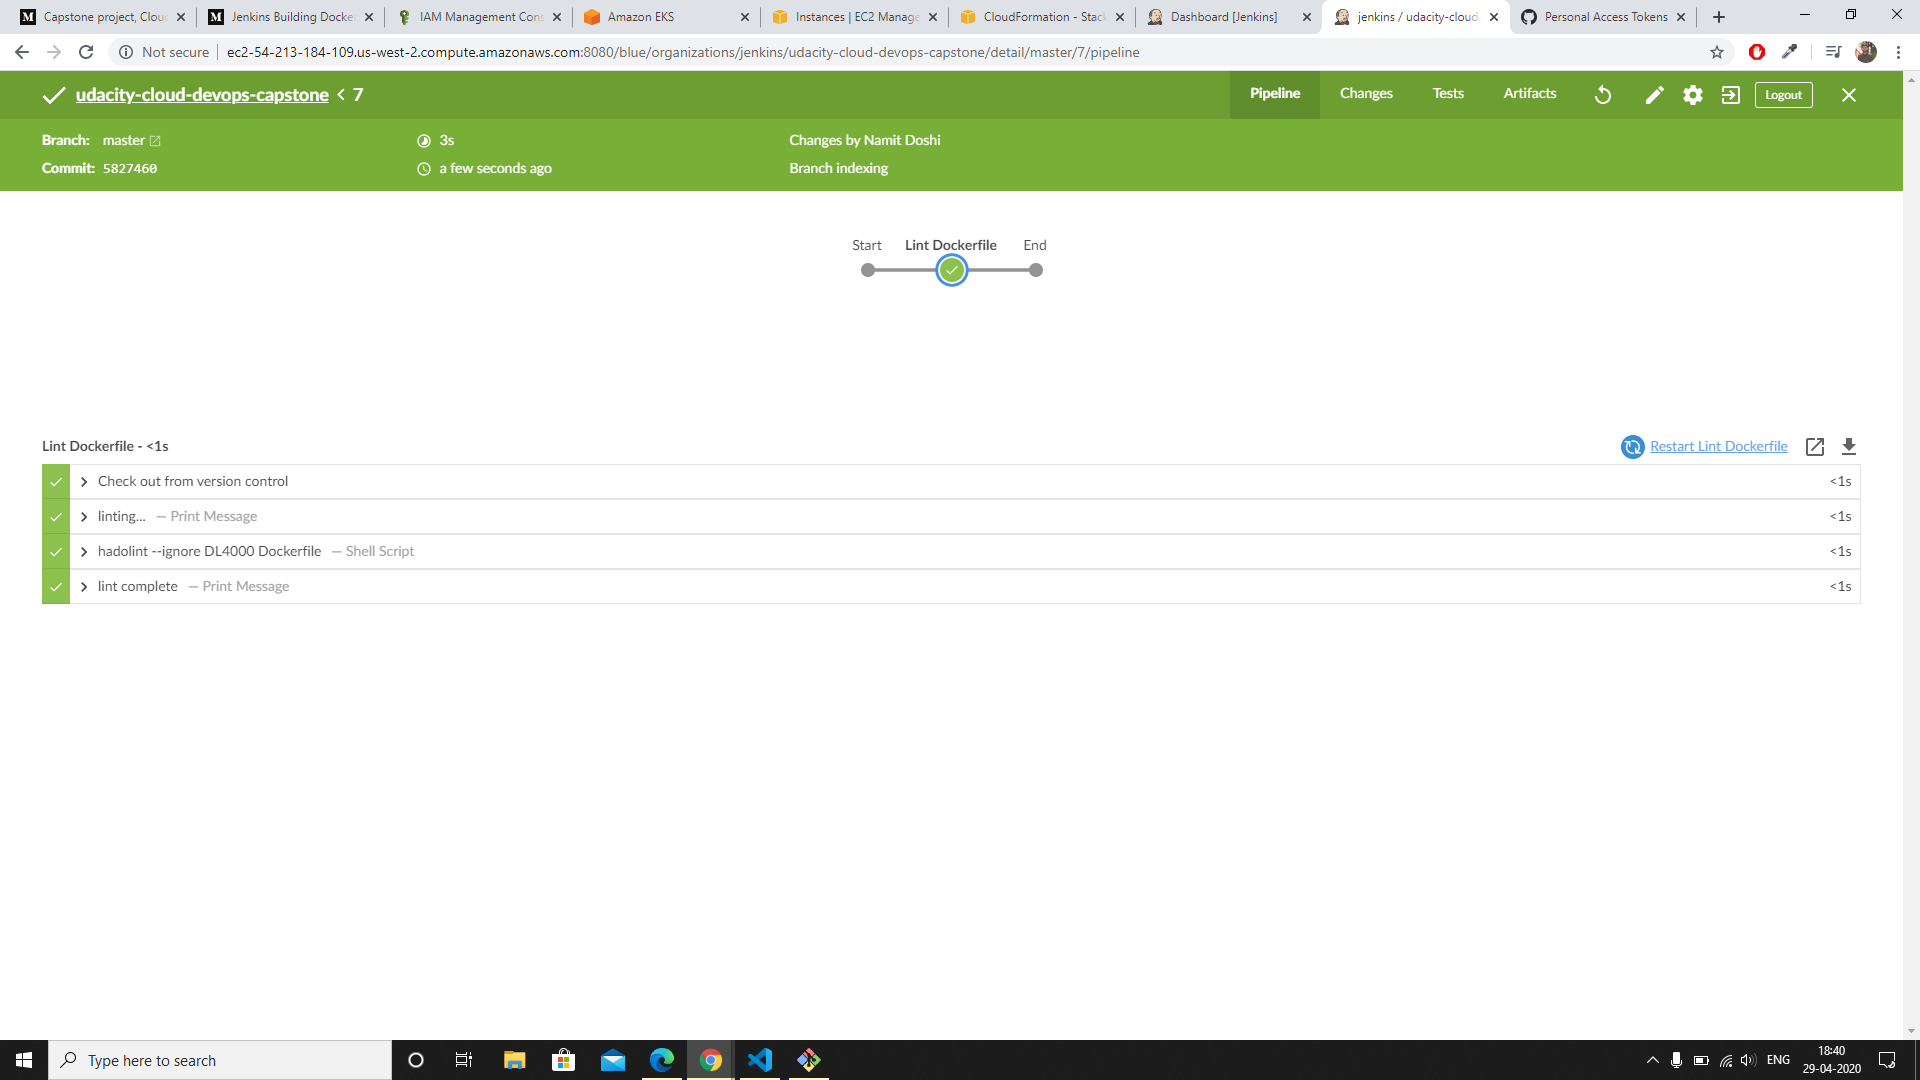 Capstone project, Clou
Jenkins Building Docke
IAM Management Cons
Amazon EKS
Instances | EC2 Manage
CloudFormation - Stack
Dashboard [Jenkins]
jenkins / udacity-cloud
Personal Access Tokens
Not secure
ec2-54-213-184-109.us-west-2.compute.amazonaws.com:8080/blue/organizations/jenkins/udacity-cloud-devops-capstone/detail/master/7/pipeline
udacity-cloud-devops-capstone < 7
Pipeline
Changes
Tests
Artifacts
Logout
Branch: master
3s
Changes by Namit Doshi
Commit: 5827460
a few seconds ago
Branch indexing
Start
Lint Dockerfile
End
Lint Dockerfile - <1s
Restart Lint Dockerfile
Check out from version control
<1s
linting... — Print Message
<1s
hadolint --ignore DL4000 Dockerfile — Shell Script
<1s
lint complete — Print Message
<1s
Type here to search
ENG
18:40
29-04-2020